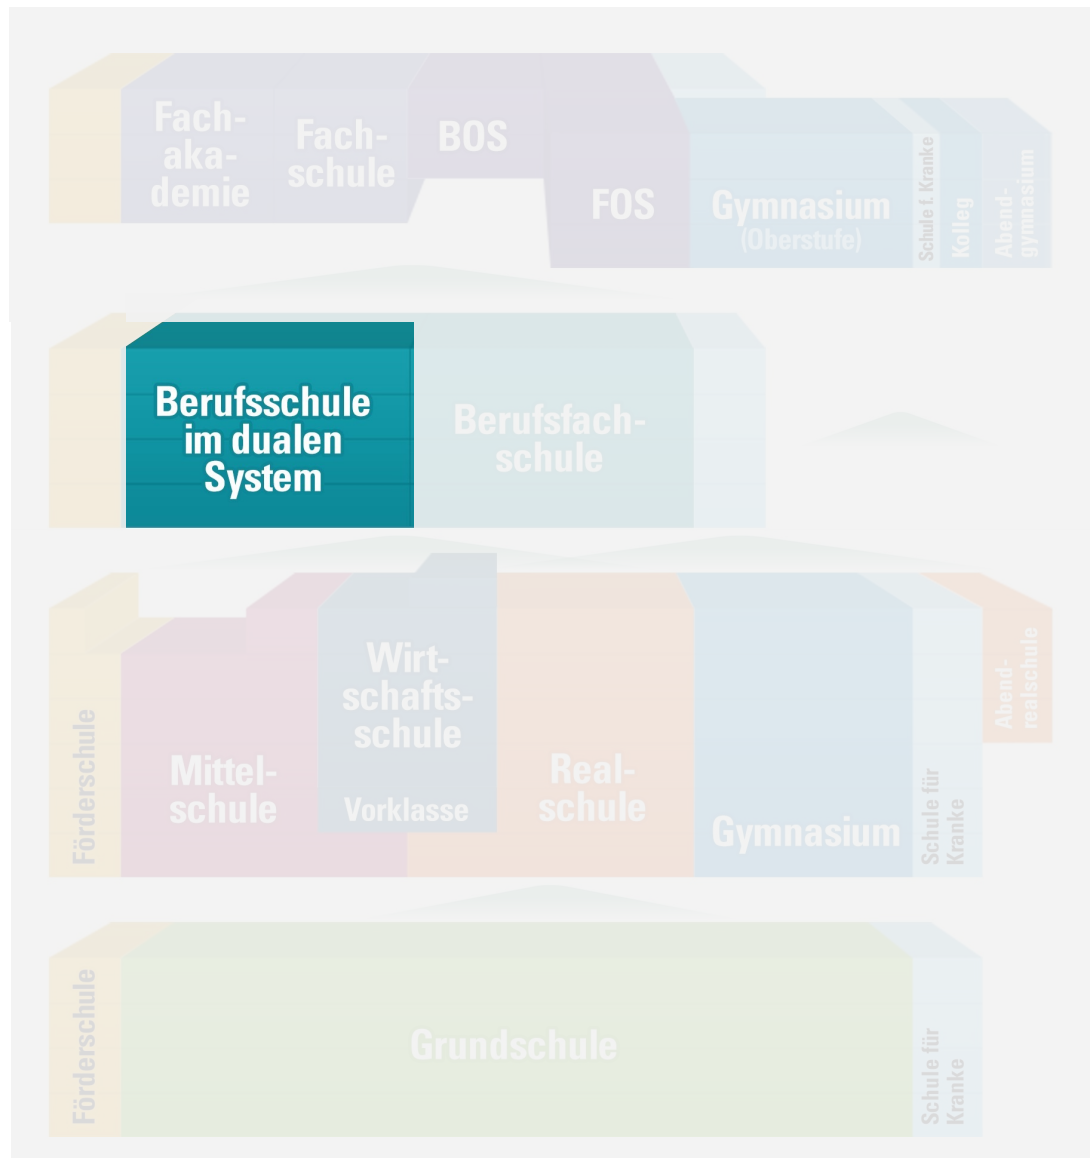 Fach-
aka-
demie
Fach-
schule
BOS
FOS
Gymnasium
(Oberstufe)
Schule f. Kranke
Kolleg
Abend-
gymnasium
Berufsschule
im dualen
System
Berufsfach-
schule
Förderschule
Mittel-
schule
Wirt-
schafts-
schule
Vorklasse
Real-
schule
Gymnasium
Schule für
Kranke
Abend-
realschule
Förderschule
Grundschule
Schule für
Kranke